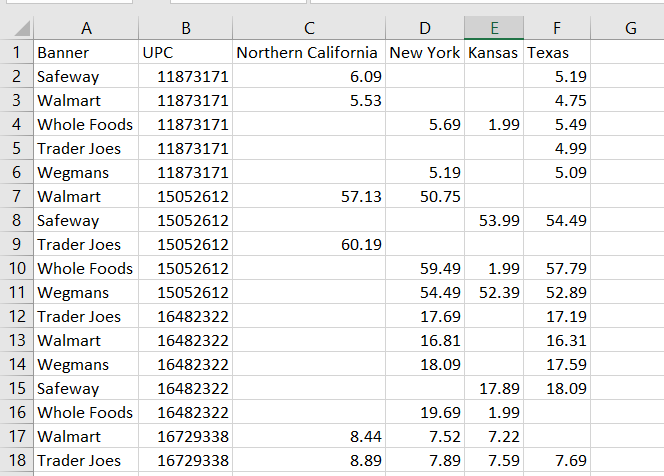 A B C D E F G
1 Banner UPC Northern California New York Kansas Texas
2 Safeway 11873171 6.09 5.19
3 Walmart 11873171 5.53 4.75
4 Whole Foods 11873171 5.69 1.99 5.49
5 Trader Joes 11873171 4.99
6 Wegmans 11873171 5.19 5.09
7 Walmart 15052612 57.13 50.75
8 Safeway 15052612 53.99 54.49
9 Trader Joes 15052612 60.19
10 Whole Foods 15052612 59.49 1.99 57.79
11 Wegmans 15052612 54.49 52.39 52.89
12 Trader Joes 16482322 17.69 17.19
13 Walmart 16482322 16.81 16.31
14 Wegmans 16482322 18.09 17.59
15 Safeway 16482322 17.89 18.09
16 Whole Foods 16482322 19.69 1.99
17 Walmart 16729338 8.44 7.52 7.22
18 Trader Joes 16729338 8.89 7.89 7.59 7.69